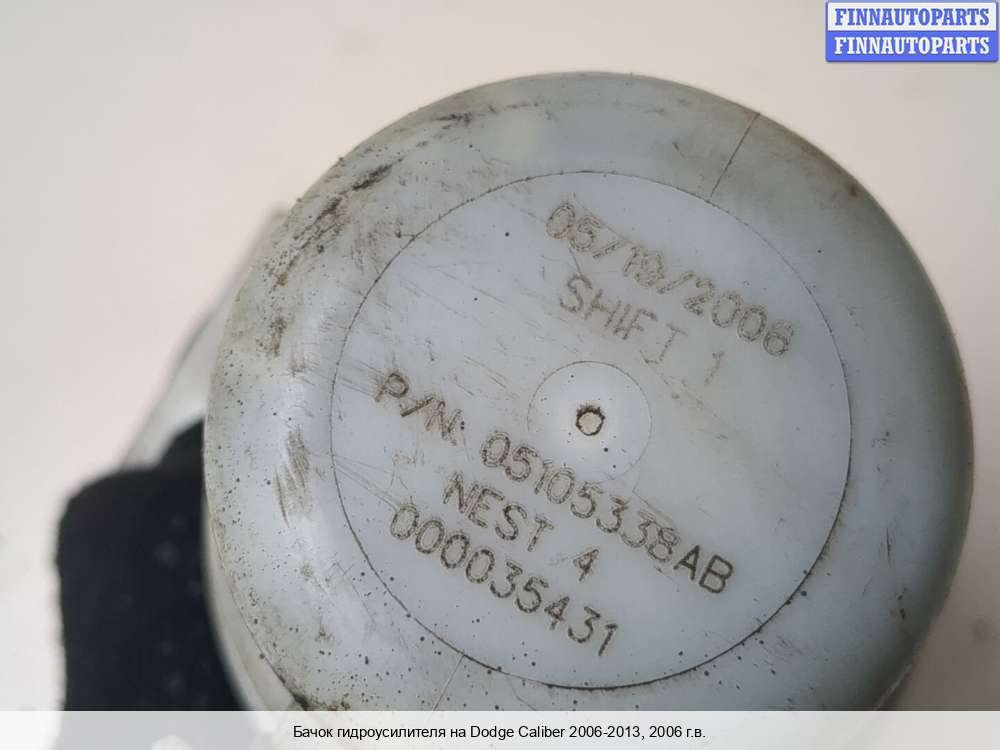 FINNAUTOPARTS
FINNAUTOPARTS
05/19/2006
SHIFT 1
P/N: 05105338AB
NEST 4
000035431
Бачок гидроусилителя на Dodge Caliber 2006-2013, 2006 г.в.